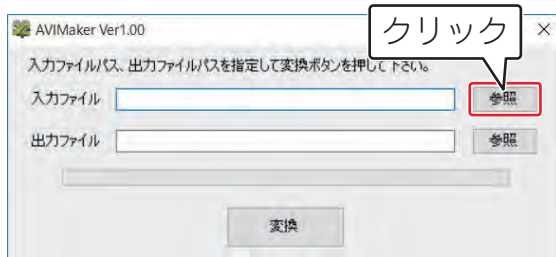 AVIMaker Ver1.00
クリック
入力ファイルパス、出力ファイルパスを指定して変換ボタンを押して下さい。
入力ファイル
参照
出力ファイル
参照
変換